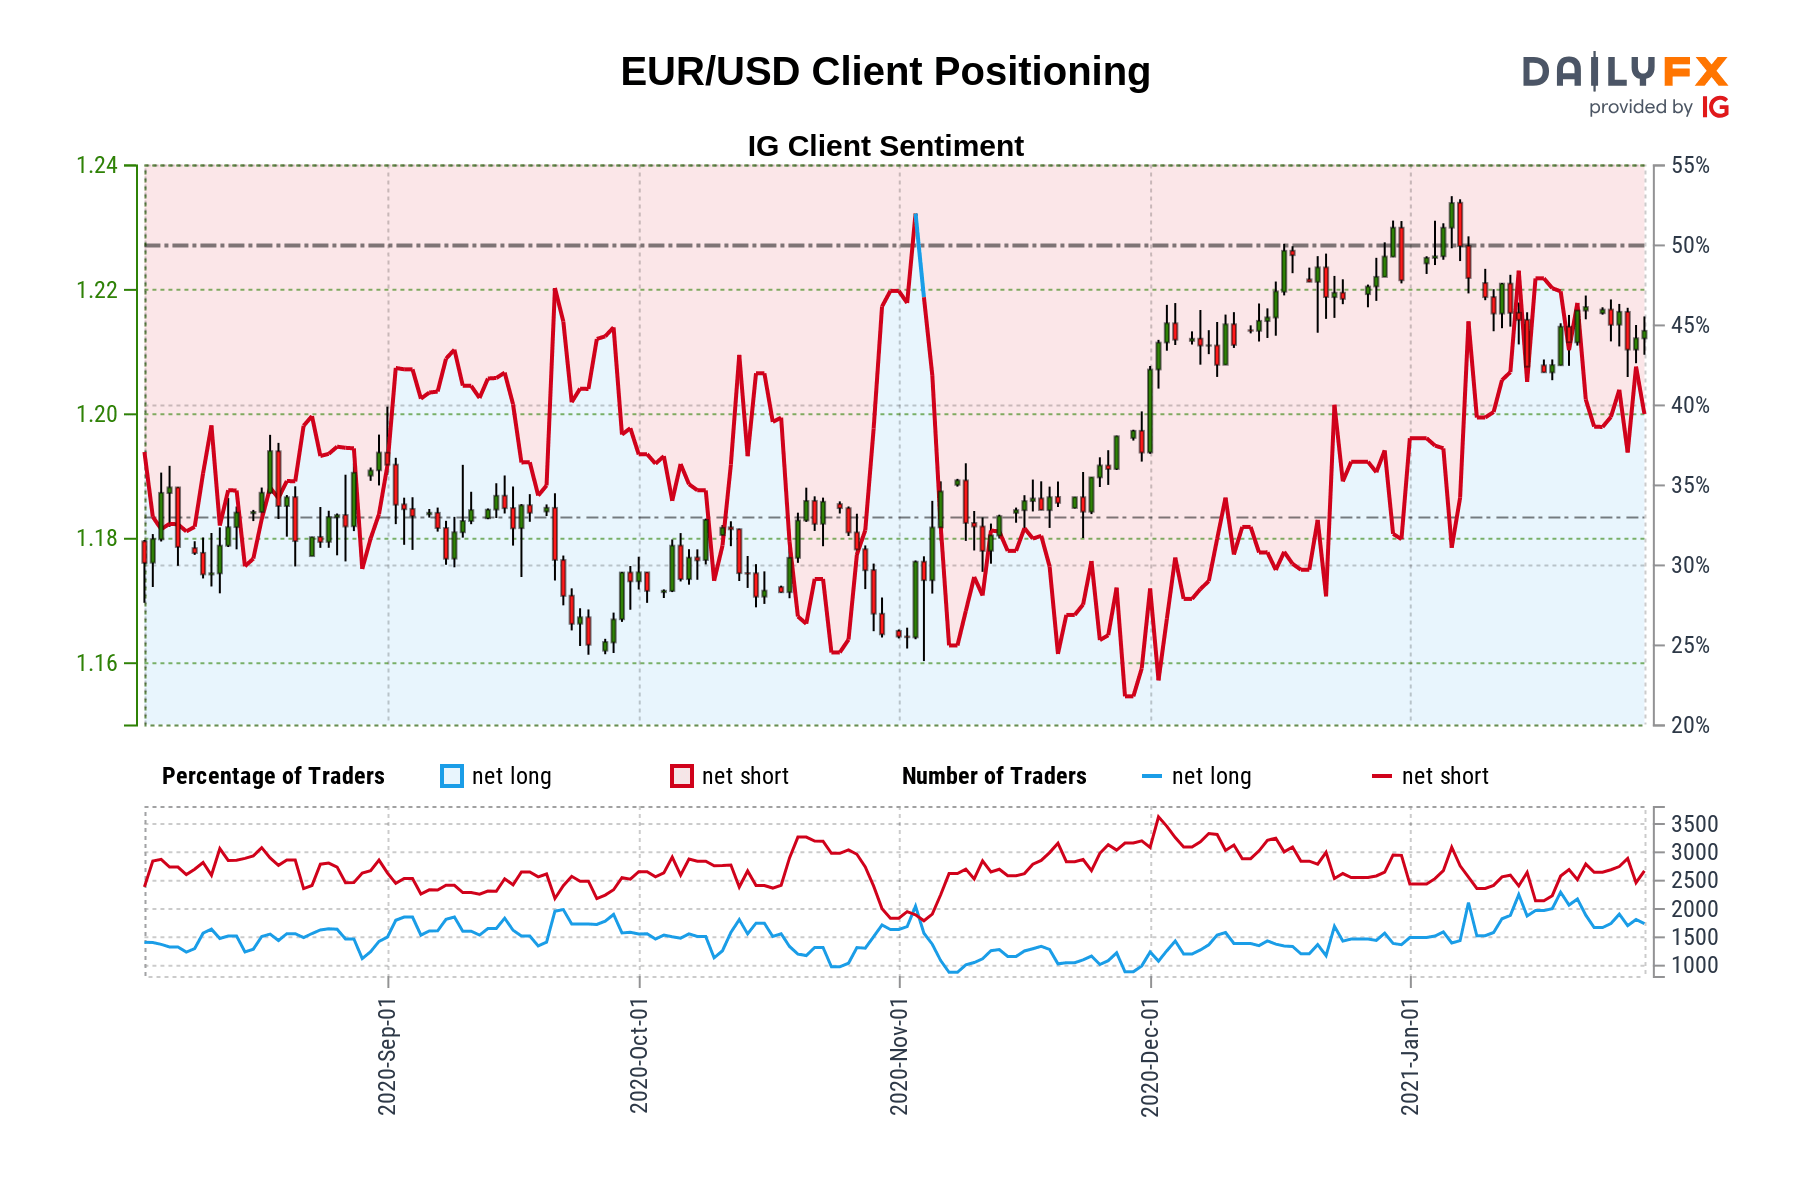 EUR/USD Client Positioning
DAILYFX
provided by IG
IG Client Sentiment
1.24
1.22
1.20
1.18
1.16
55%
50%
45%
40%
35%
30%
25%
20%
Percentage of Traders net long net short Number of Traders net long net short
3500
3000
2500
2000
1500
1000
2020-Sep-01
2020-Oct-01
2020-Nov-01
2020-Dec-01
2021-Jan-01